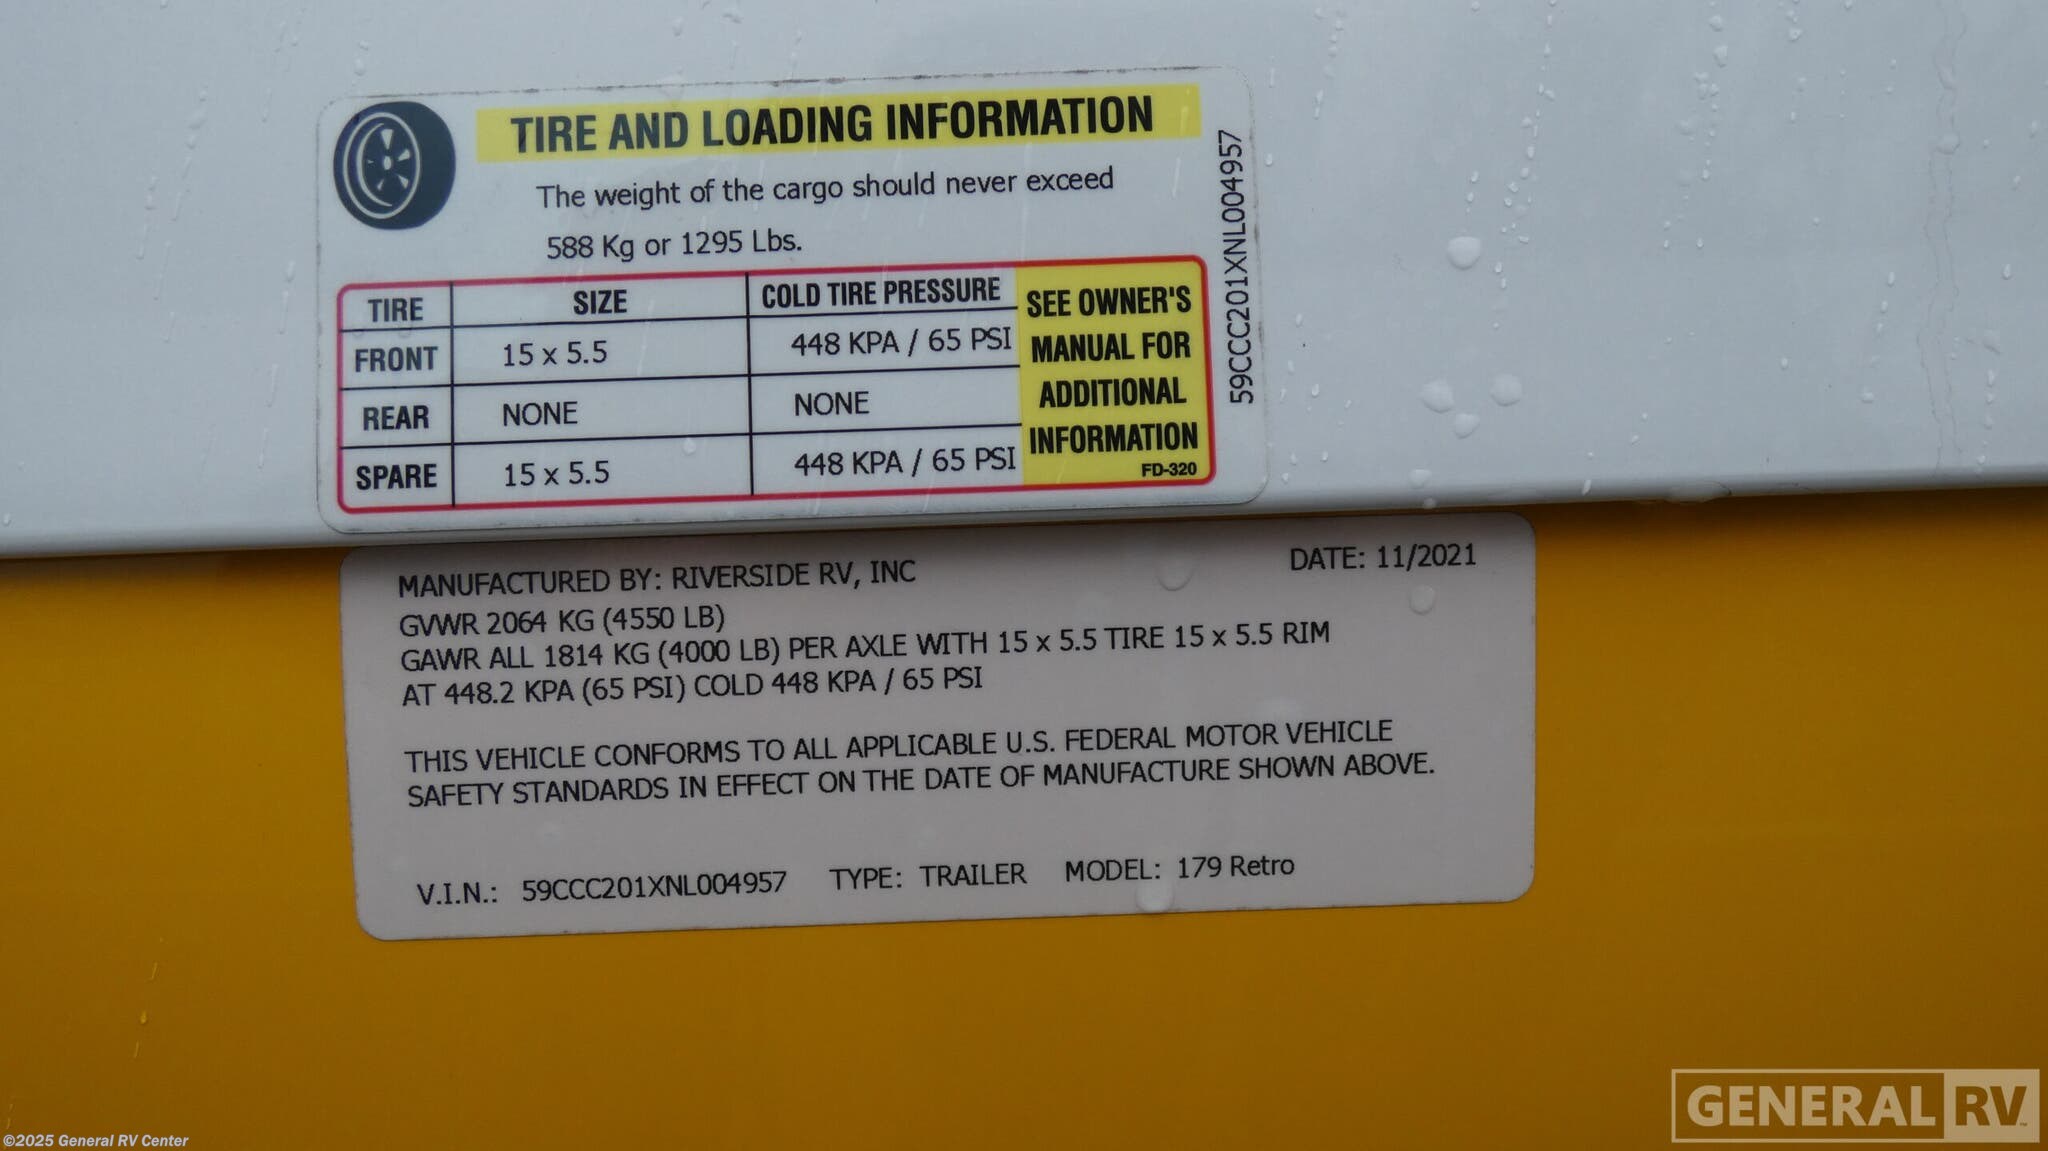 TIRE AND LOADING INFORMATION
The weight of the cargo should never exceed
588 Kg or 1295 Lbs.
TIRE SIZE COLD TIRE PRESSURE
FRONT 15 x 5.5 448 KPA / 65 PSI
REAR NONE NONE
SPARE 15 x 5.5 448 KPA / 65 PSI
SEE OWNER'S
MANUAL FOR
ADDITIONAL
INFORMATION
FD-320
59CCC201XNL004957
MANUFACTURED BY: RIVERSIDE RV, INC DATE: 11/2021
GVWR 2064 KG (4550 LB)
GAWR ALL 1814 KG (4000 LB) PER AXLE WITH 15 x 5.5 TIRE 15 x 5.5 RIM
AT 448.2 KPA (65 PSI) COLD 448 KPA / 65 PSI
THIS VEHICLE CONFORMS TO ALL APPLICABLE U.S. FEDERAL MOTOR VEHICLE
SAFETY STANDARDS IN EFFECT ON THE DATE OF MANUFACTURE SHOWN ABOVE.
V.I.N.: 59CCC201XNL004957 TYPE: TRAILER MODEL: 179 Retro
GENERAL RV
©2025 General RV Center